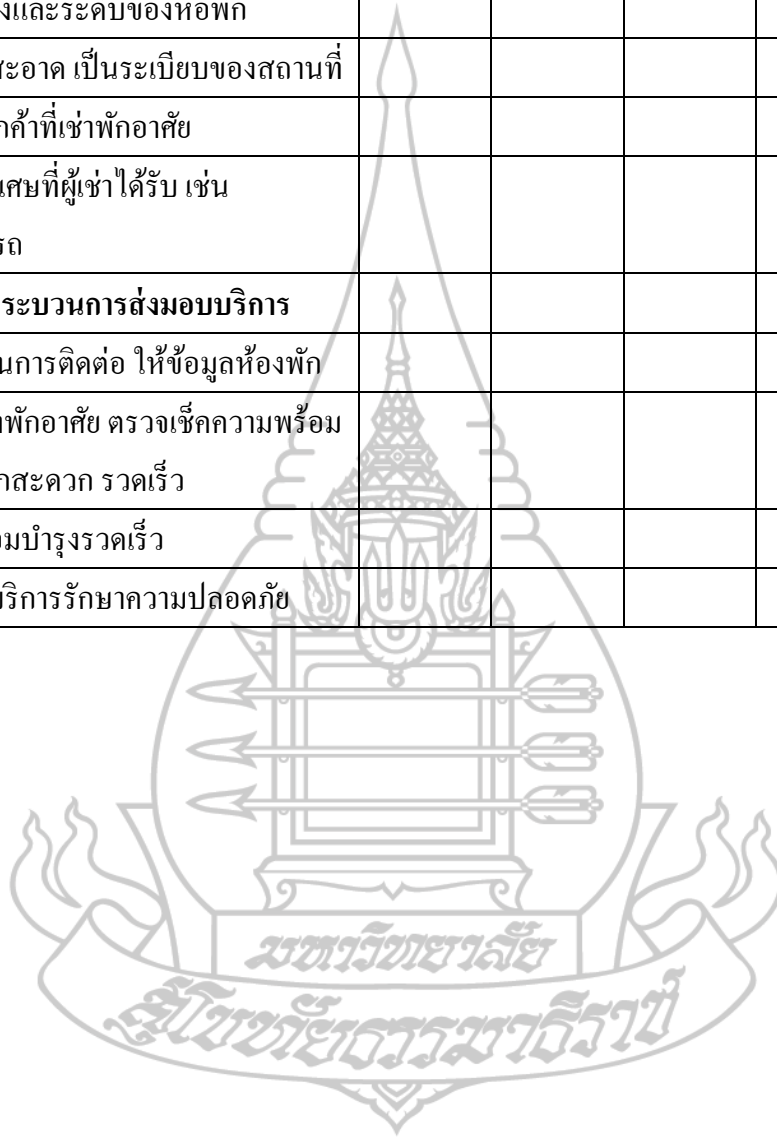 งและระดับของหอพัก
สะอาด เป็นระเบียบของสถานที่
กค้าที่เช่าพักอาศัย
เศษที่ผู้เช่าได้รับ เช่น
รถ
ระบวนการส่งมอบบริการ
นการติดต่อ ให้ข้อมูลห้องพัก
พักอาศัย ตรวจเช็คความพร้อม
กสะดวก รวดเร็ว
อมบำรุงรวดเร็ว
บริการรักษาความปลอดภัย
มหาวิทยาลัย
สุโขทัยธรรมาธิราช